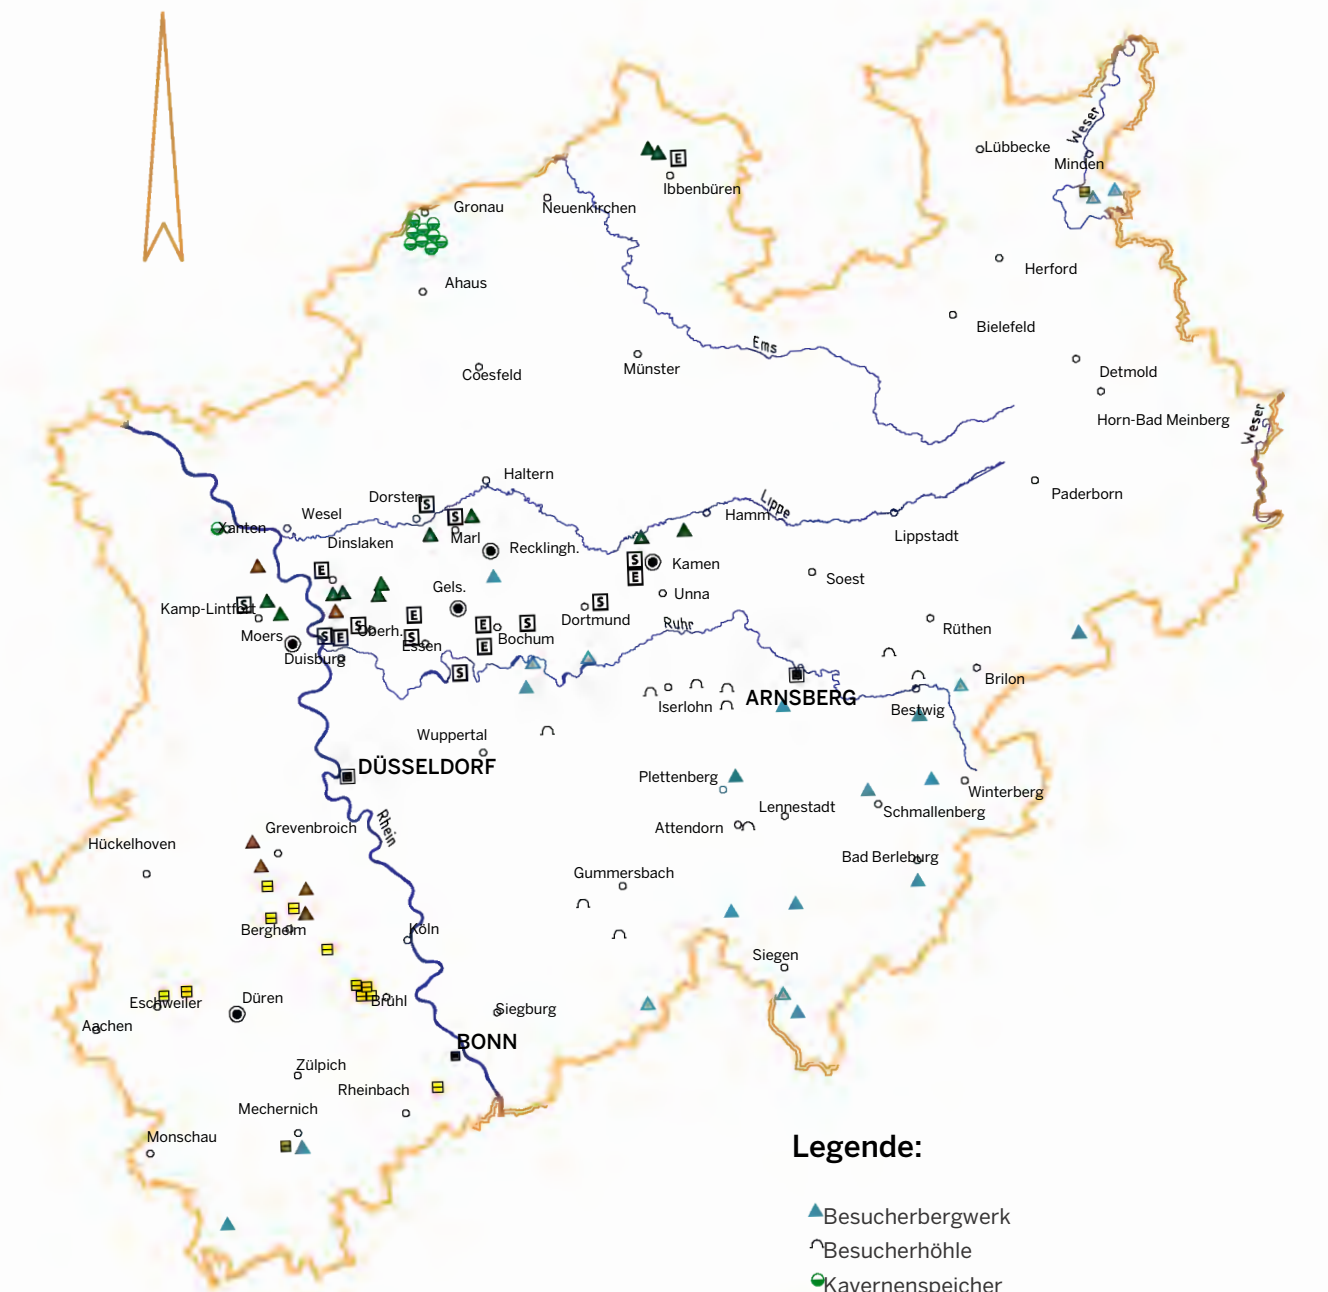 Weser
Lübbecke
Minden
E
Ibbenbüren
Gronau
Neuenkirchen
Herford
Ahaus
Bielefeld
Ems
Münster
Coesfeld
Detmold
Horn-Bad Meinberg
Weser
Haltern
Dorsten
S
Lippe
Paderborn
Wesel
S
Hamm
Xanten
Marl
Lippstadt
Dinslaken
Recklingh.
S
Kamen
E
E
Soest
Gels.
Unna
Kamp-Lintfort
S
S
Dortmund
E
Ruhr
Rüthen
S
Oberh.
E
S
Moers
S
E
S
Essen
Bochum
E
Duisburg
S
Brilon
Iserlohn
ARNSBERG
Bestwig
Wuppertal
DÜSSELDORF
Plettenberg
Winterberg
Lennestadt
Schmallenberg
Rhein
Grevenbroich
Attendorn
Hückelhoven
Bad Berleburg
Gummersbach
Bergheim
Köln
Siegen
Eschweiler
Düren
Brühl
Siegburg
Aachen
BONN
Zülpich
Rheinbach
Mechernich
Monschau
Legende:
Besucherbergwerk
Besucherhöhle
Kavernenspeicher